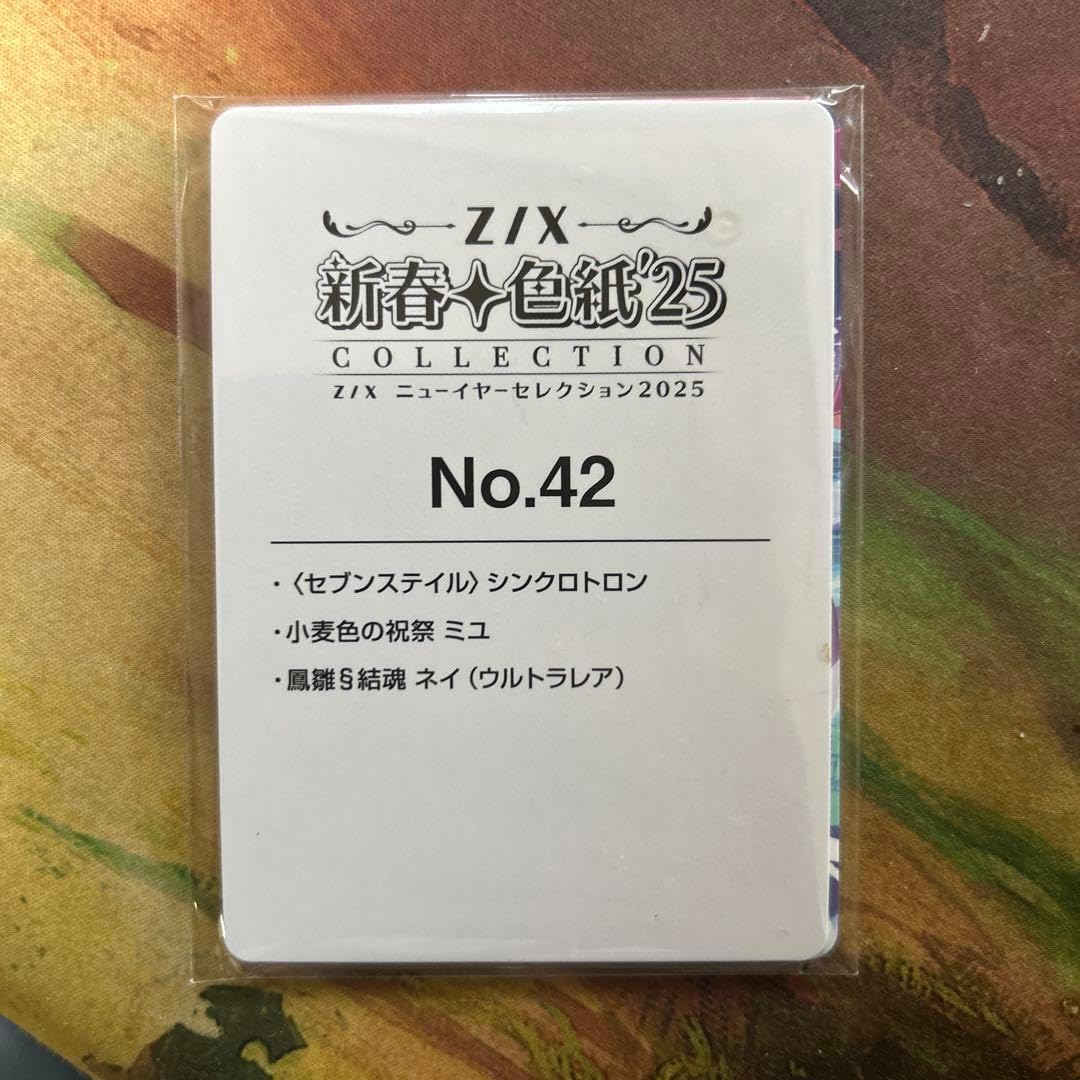 Z/X
新春✦色紙'25
COLLECTION
Z/X ニューイヤーセレクション2025
No.42
・〈セブンステイル〉シンクロトロン
・小麦色の祝祭 ミユ
・鳳雛§結魂 ネイ（ウルトラレア）